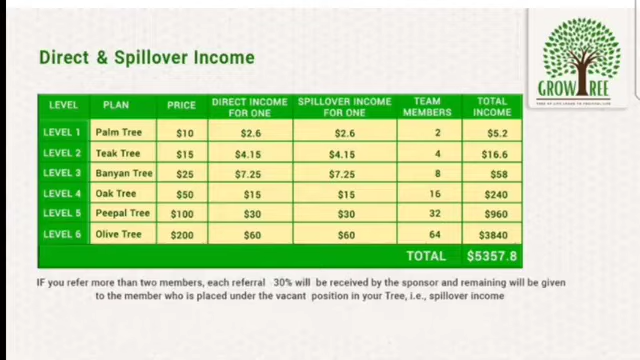 Direct & Spillover Income
GROWTREE
LEVEL PLAN PRICE DIRECT INCOME FOR ONE SPILLOVER INCOME FOR ONE TEAM MEMBERS TOTAL INCOME
LEVEL 1 Palm Tree $10 $2.6 $2.6 2 $5.2
LEVEL 2 Teak Tree $15 $4.15 $4.15 4 $16.6
LEVEL 3 Banyan Tree $25 $7.25 $7.25 8 $58
LEVEL 4 Oak Tree $50 $15 $15 16 $240
LEVEL 5 Peepal Tree $100 $30 $30 32 $960
LEVEL 6 Olive Tree $200 $60 $60 64 $3840
TOTAL $5357.8
IF you refer more than two members, each referral 30% will be received by the sponsor and remaining will be given
to the member who is placed under the vacant position in your Tree, i.e., spillover income